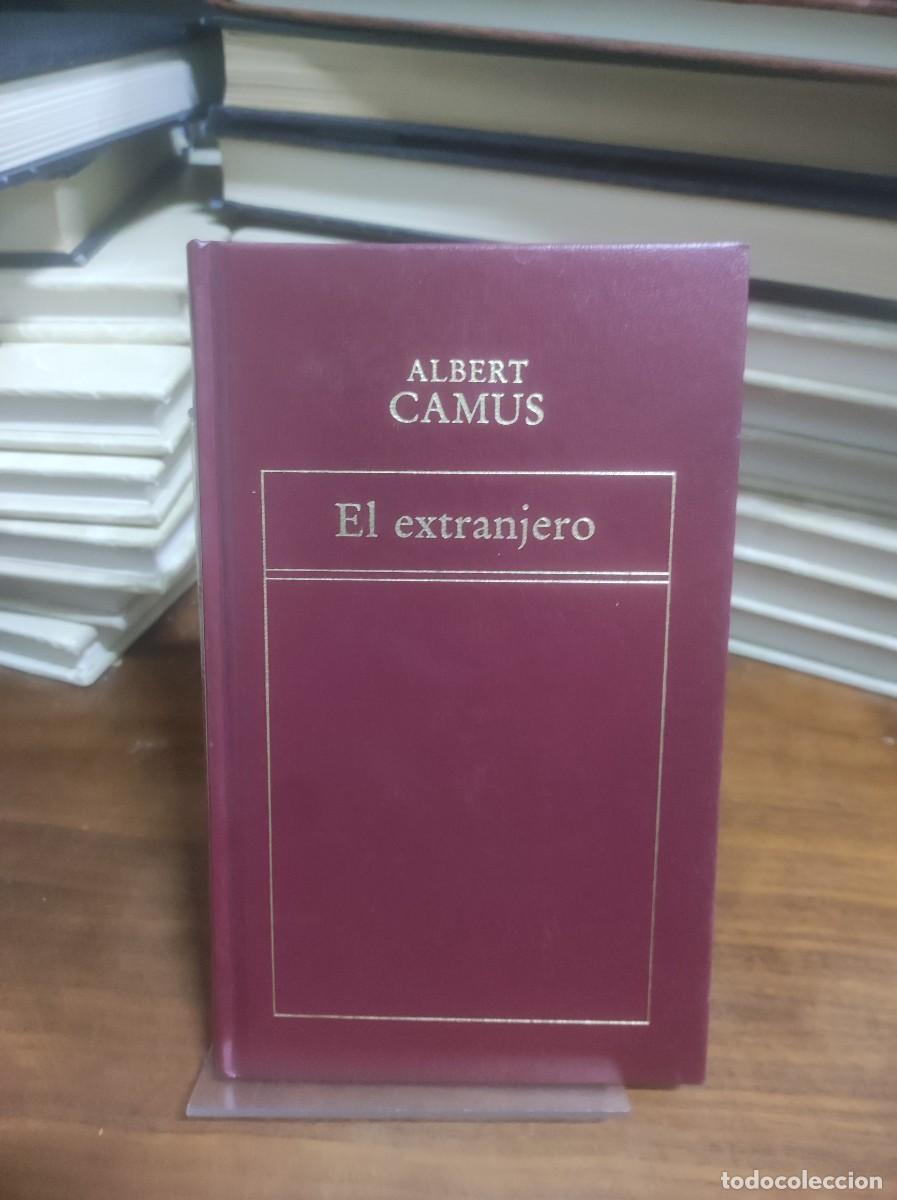 ALBERT
CAMUS
El extranjero
todocoleccion